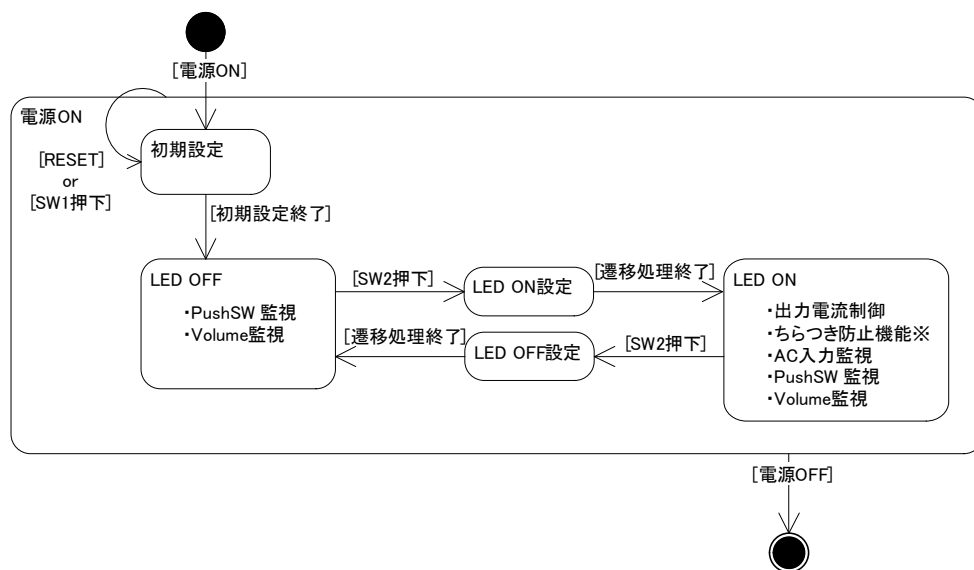 [電源ON]
電源ON
初期設定
[RESET]
or
[SW1押下]
[初期設定終了]
LED OFF
・PushSW 監視
・Volume監視
[SW2押下]
LED ON設定
[遷移処理終了]
[遷移処理終了]
LED OFF設定
[SW2押下]
LED ON
・出力電流制御
・ちらつき防止機能※
・AC入力監視
・PushSW 監視
・Volume監視
[電源OFF]